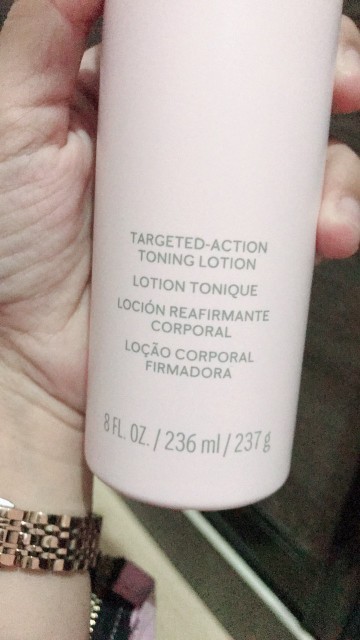 TARGETED-ACTION
TONING LOTION
LOTION TONIQUE
LOCIÓN REAFIRMANTE
CORPORAL
LOÇÃO CORPORAL
FIRMADORA
8 FL. OZ. / 236 ml / 237 g